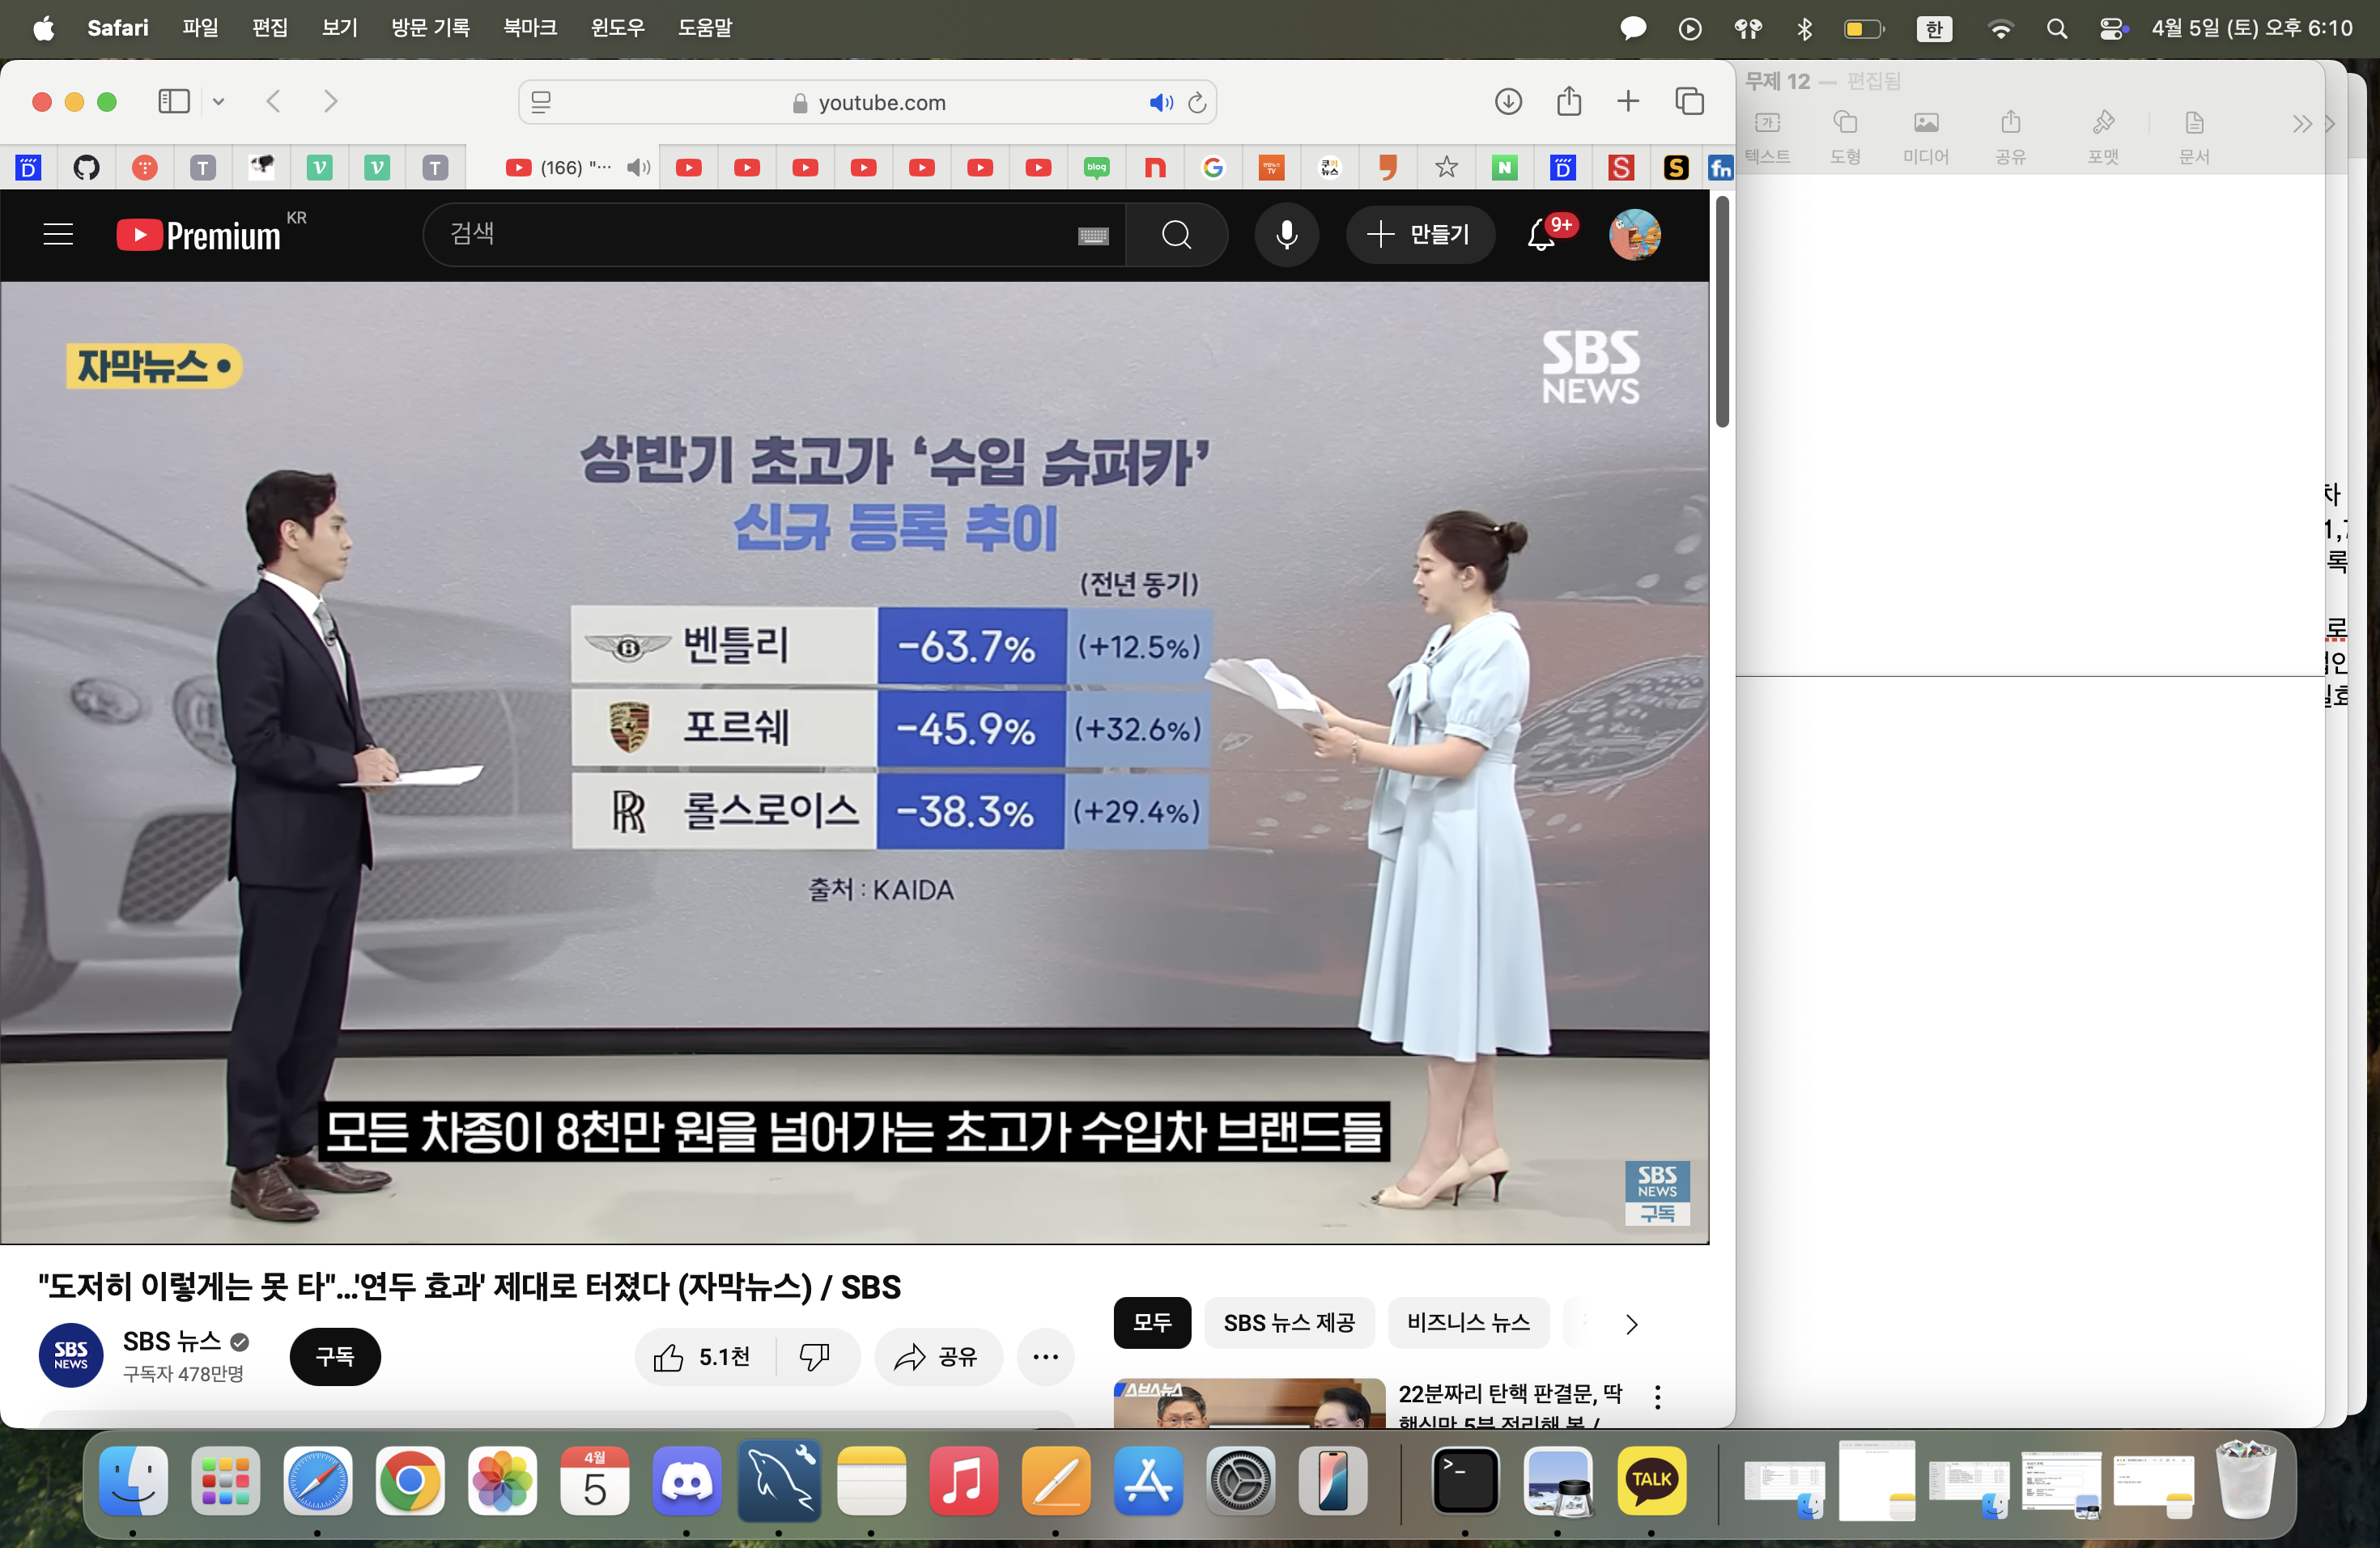 Safari 파일 편집 보기 방문 기록 북마크 윈도우 도움말 한 4월 5일 (토) 오후 6:10
무제 12 — 편집됨
youtube.com
텍스트 도형 미디어 공유 포맷 문서
(166) "…
Premium KR
검색
만들기
9+
자막뉴스
SBS
NEWS
상반기 초고가 ‘수입 슈퍼카’
신규 등록 추이
(전년 동기)
벤틀리 -63.7% (+12.5%)
포르쉐 -45.9% (+32.6%)
롤스로이스 -38.3% (+29.4%)
출처 : KAIDA
모든 차종이 8천만 원을 넘어가는 초고가 수입차 브랜드들
SBS
NEWS
구독
"도저히 이렇게는 못 타"...'연두 효과' 제대로 터졌다 (자막뉴스) / SBS
SBS
NEWS
SBS 뉴스
구독자 478만명
구독
5.1천
공유
모두
SBS 뉴스 제공
비즈니스 뉴스
스브스뉴스
22분짜리 탄핵 판결문, 딱
핵심만 5분 정리해 봄 /
4월
5
TALK